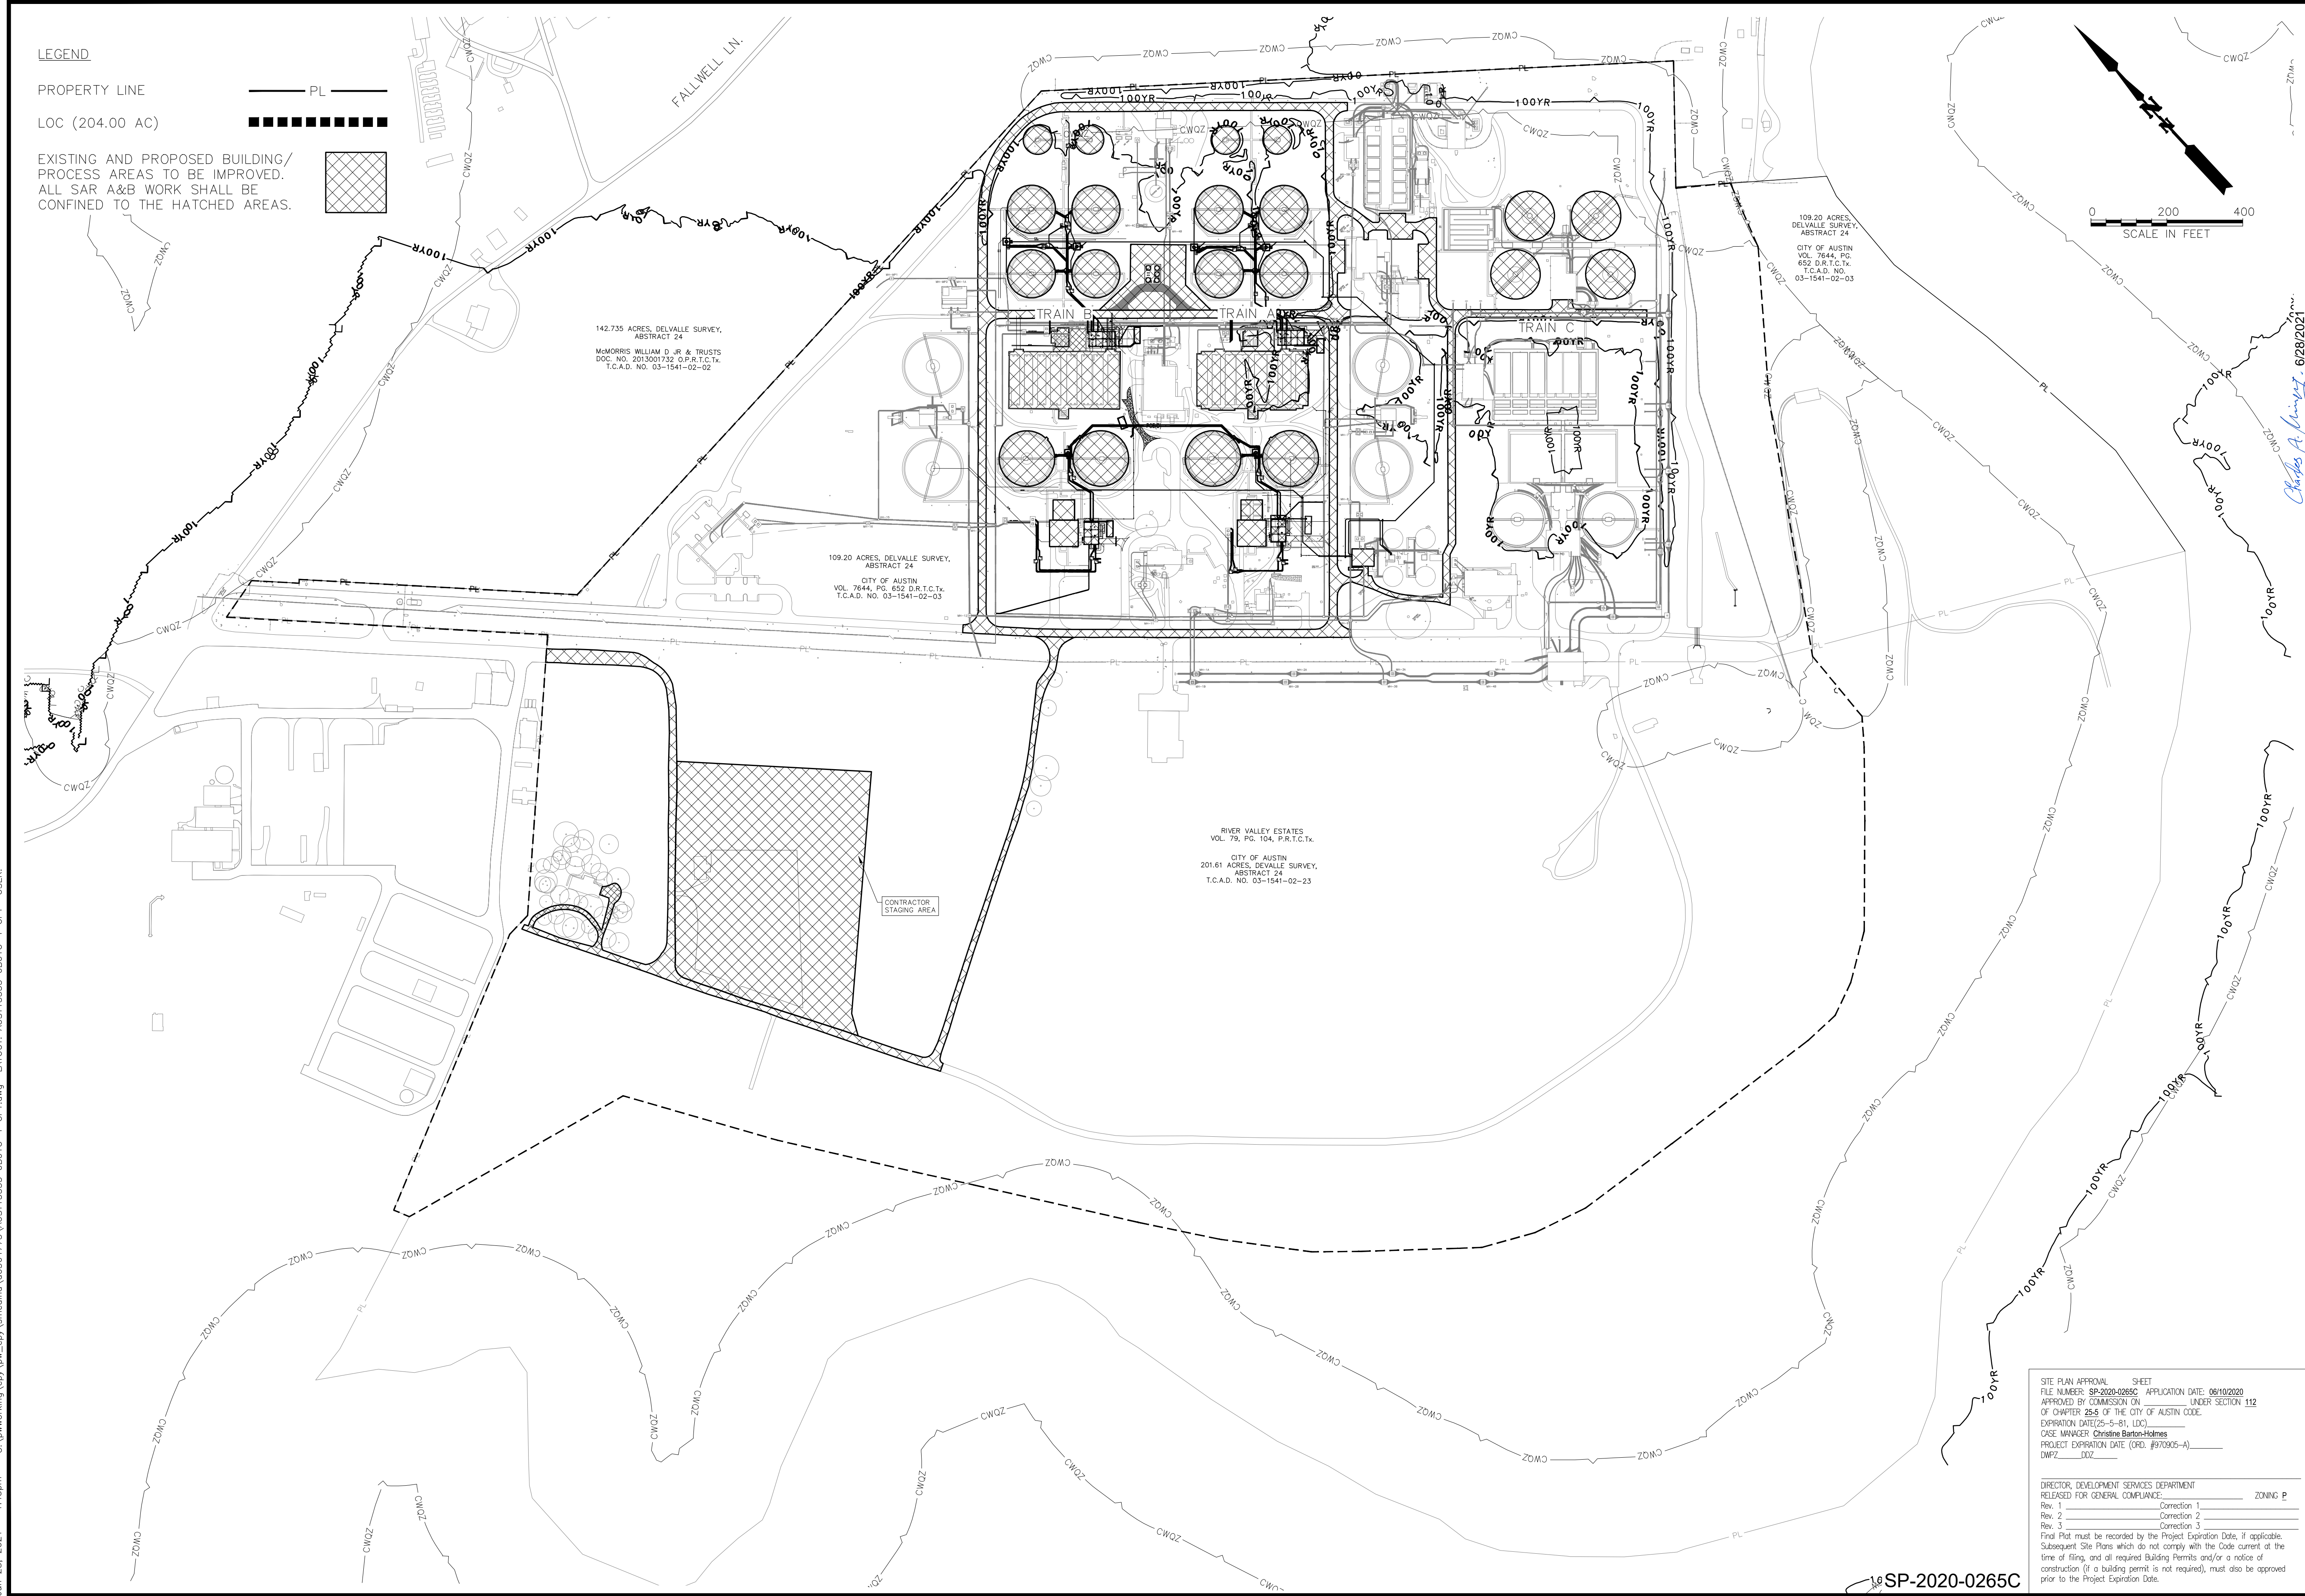 LEGEND
PROPERTY LINE
PL
LOC (204.00 AC)
EXISTING AND PROPOSED BUILDING/
PROCESS AREAS TO BE IMPROVED.
ALL SAR A&B WORK SHALL BE
CONFINED TO THE HATCHED AREAS.
FALLWELL LN.
0 200 400
SCALE IN FEET
142.735 ACRES, DELVALLE SURVEY,
ABSTRACT 24
McMORRIS WILLIAM D JR & TRUSTS
DOC. NO. 2013001732 O.P.R.T.C.Tx.
T.C.A.D. NO. 03-1541-02-02
109.20 ACRES,
DELVALLE SURVEY,
ABSTRACT 24
CITY OF AUSTIN
VOL. 7644, PG.
652 D.R.T.C.Tx.
T.C.A.D. NO.
03-1541-02-03
TRAIN B
TRAIN A
TRAIN C
109.20 ACRES, DELVALLE SURVEY,
ABSTRACT 24
CITY OF AUSTIN
VOL. 7644, PG. 652 D.R.T.C.Tx.
T.C.A.D. NO. 03-1541-02-03
RIVER VALLEY ESTATES
VOL. 79, PG. 104, P.R.T.C.Tx.
CITY OF AUSTIN
201.61 ACRES, DEVALLE SURVEY,
ABSTRACT 24
T.C.A.D. NO. 03-1541-02-23
CONTRACTOR
STAGING AREA
CWQZ
100YR
PL
6/28/2021
SITE PLAN APPROVAL SHEET
FILE NUMBER: SP-2020-0265C APPLICATION DATE: 06/10/2020
APPROVED BY COMMISSION ON UNDER SECTION 112
OF CHAPTER 25-5 OF THE CITY OF AUSTIN CODE.
EXPIRATION DATE(25-5-81, LDC)
CASE MANAGER Christine Barton-Holmes
PROJECT EXPIRATION DATE (ORD. #970905-A)
DWPZ DDZ
DIRECTOR, DEVELOPMENT SERVICES DEPARTMENT
RELEASED FOR GENERAL COMPLIANCE: ZONING P
Rev. 1 Correction 1
Rev. 2 Correction 2
Rev. 3 Correction 3
Final Plat must be recorded by the Project Expiration Date, if applicable.
Subsequent Site Plans which do not comply with the Code current at the
time of filing, and all required Building Permits and/or a notice of
construction (if a building permit is not required), must also be approved
prior to the Project Expiration Date.
SP-2020-0265C